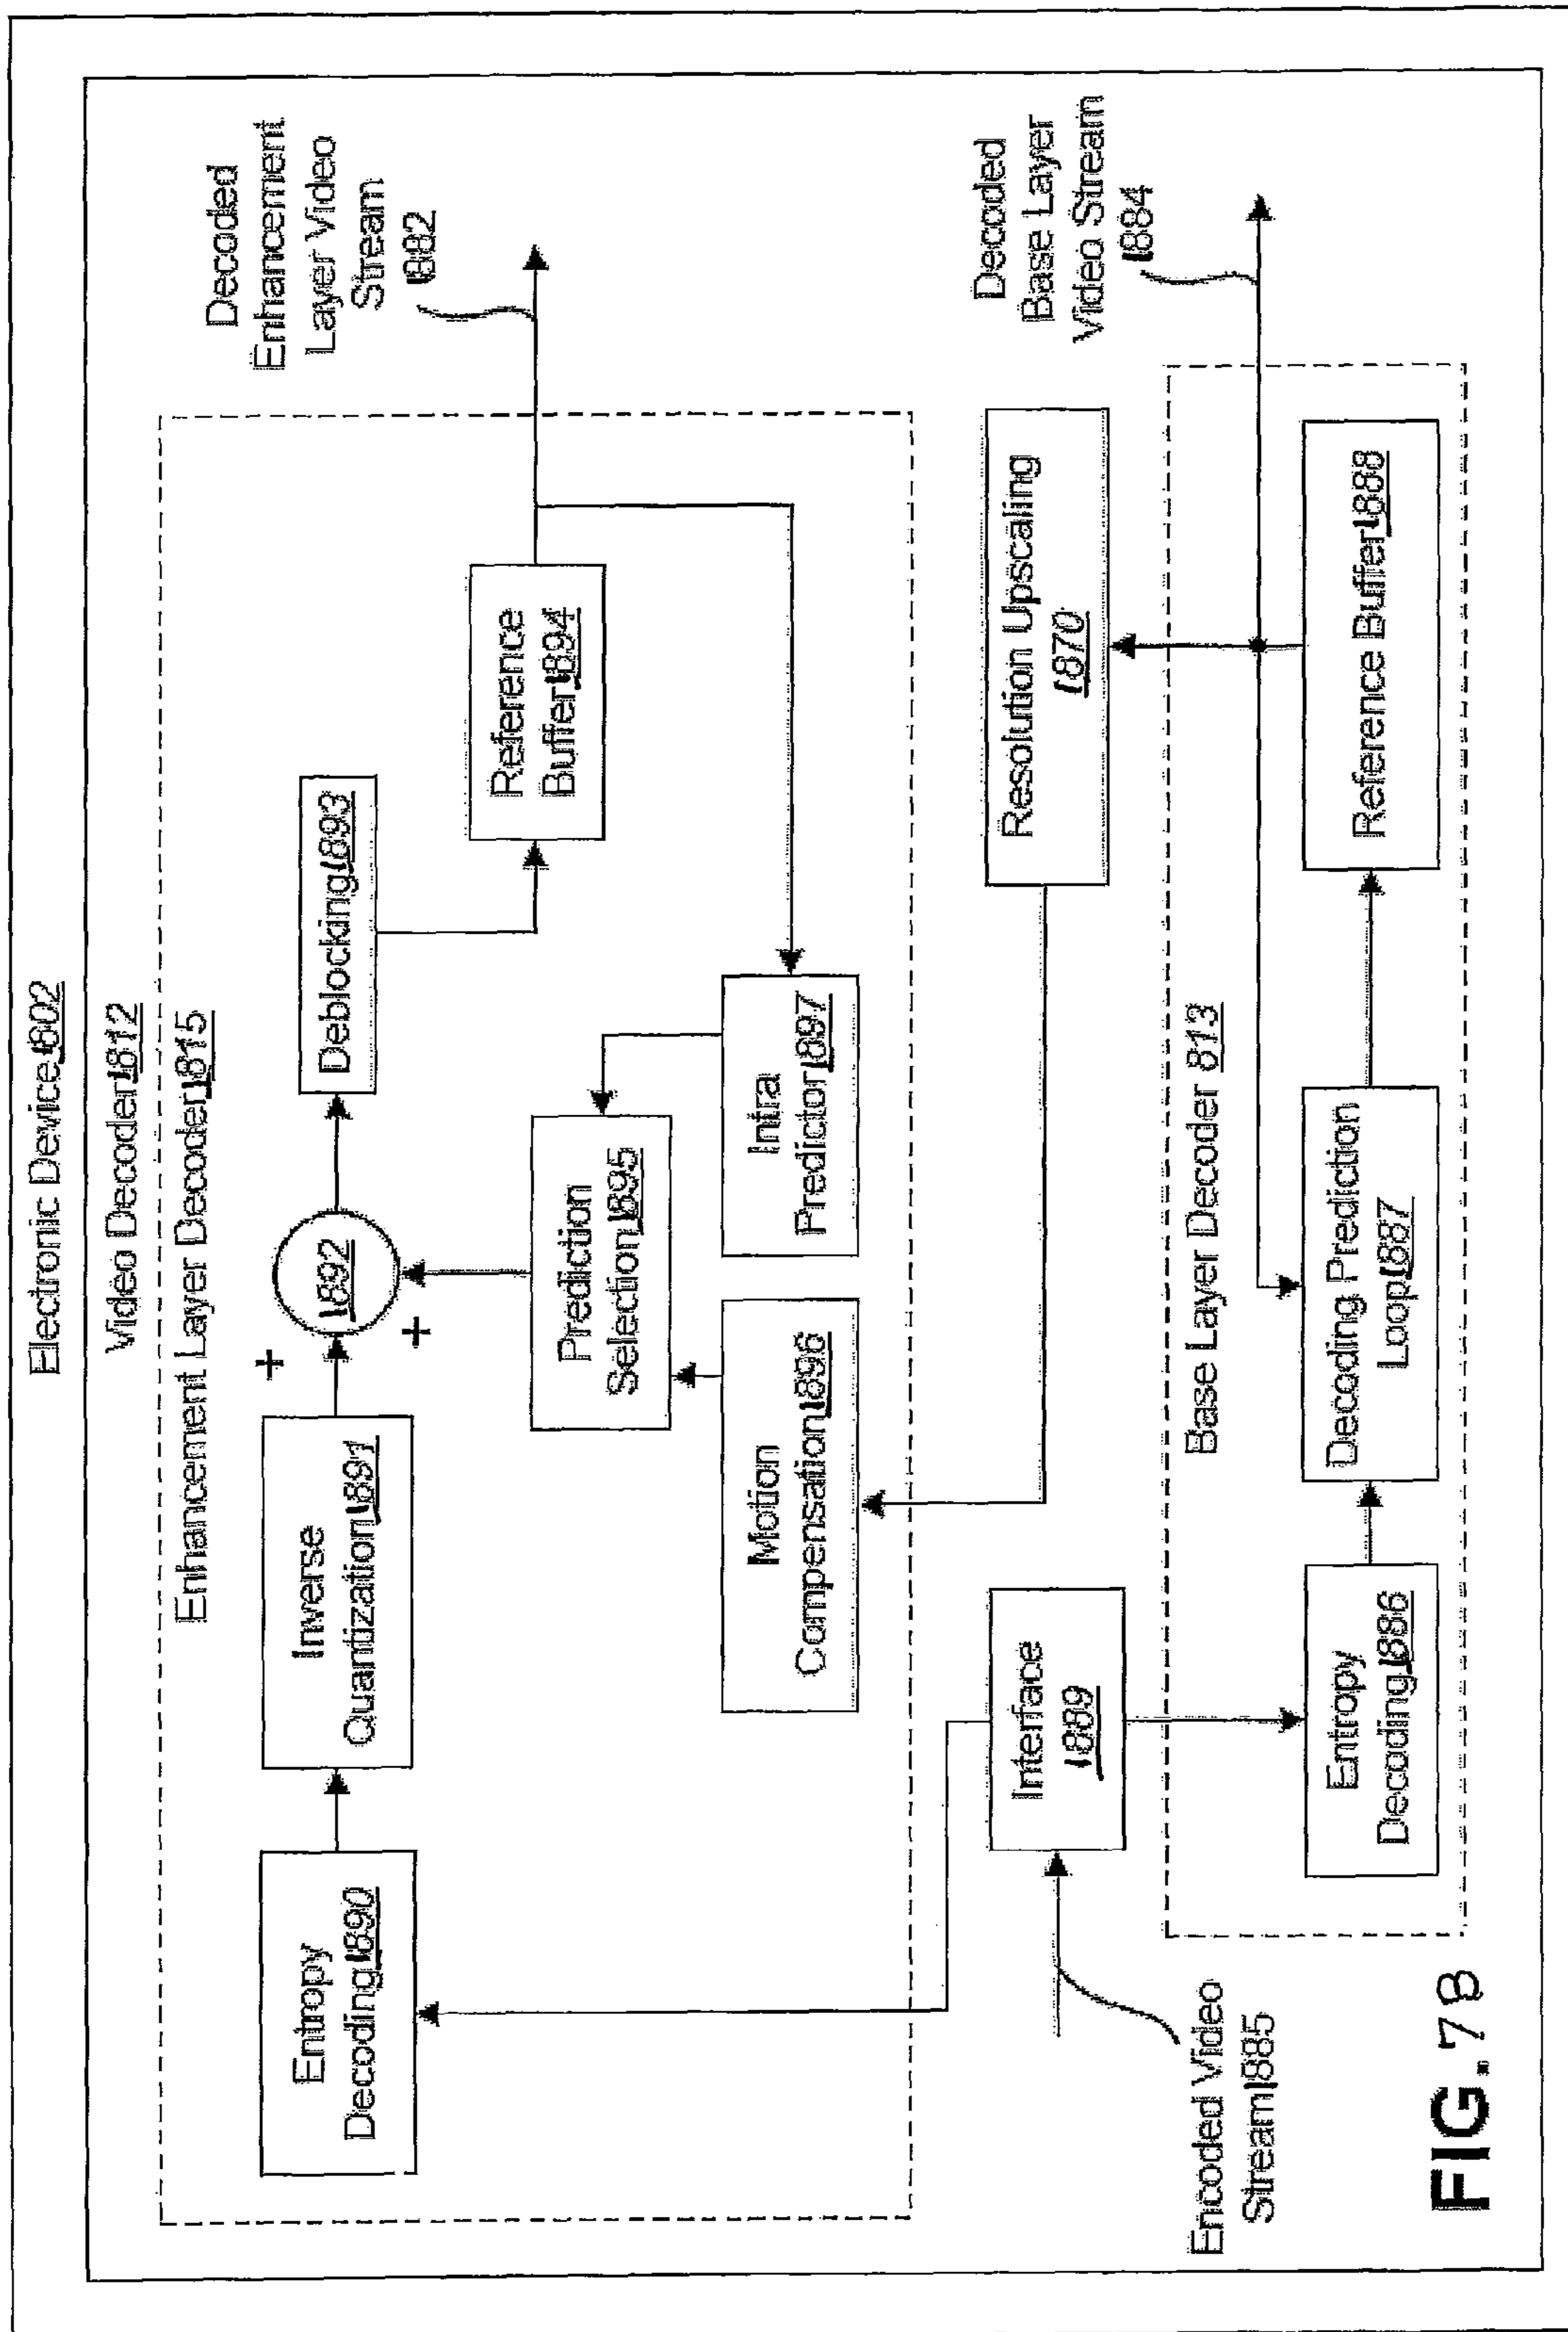 Electronic Device 1802
Video Decoder 1812
Enhancement Layer Decoder 1815
Decoded
Enhancement
Layer Video
Stream
1882
Entropy
Decoding 1890
Inverse
Quantization 1891
+
1892
+
Deblocking 1893
Reference
Buffer 1894
Prediction
Selection 1895
Motion
Compensation 1896
Intra
Predictor 1897
Decoded
Base Layer
Video Stream
1884
Interface
1889
Resolution Upscaling
1870
Encoded Video
Stream 1885
Base Layer Decoder 813
Entropy
Decoding 1886
Decoding Prediction
Loop 1887
Reference Buffer 1888
FIG.78